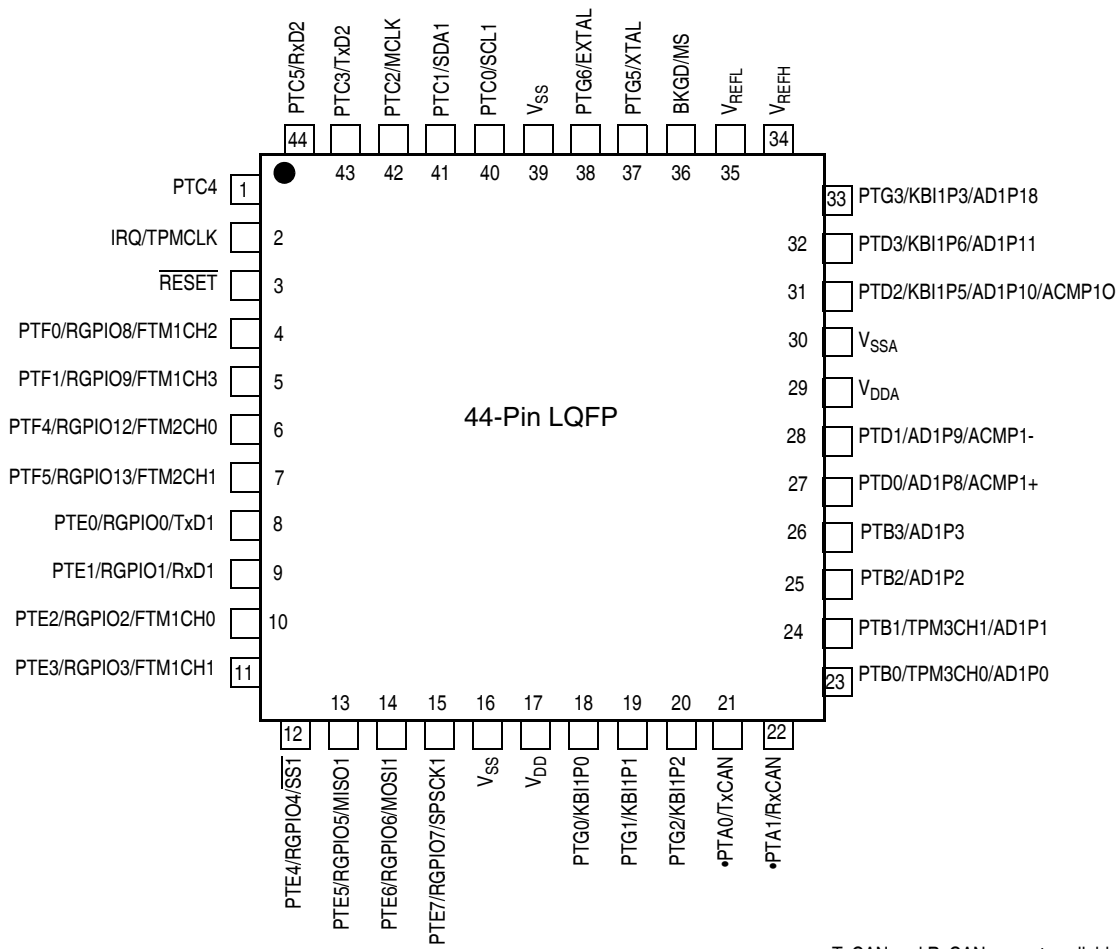 PTC5/RxD2
PTC3/TxD2
PTC2/MCLK
PTC1/SDA1
PTC0/SCL1
VSS
PTG6/EXTAL
PTG5/XTAL
BKGD/MS
VREFL
VREFH
44
43
42
41
40
39
38
37
36
35
34
PTC4 1
IRQ/TPMCLK 2
RESET 3
PTF0/RGPIO8/FTM1CH2 4
PTF1/RGPIO9/FTM1CH3 5
PTF4/RGPIO12/FTM2CH0 6
PTF5/RGPIO13/FTM2CH1 7
PTE0/RGPIO0/TxD1 8
PTE1/RGPIO1/RxD1 9
PTE2/RGPIO2/FTM1CH0 10
PTE3/RGPIO3/FTM1CH1 11
44-Pin LQFP
33 PTG3/KBI1P3/AD1P18
32 PTD3/KBI1P6/AD1P11
31 PTD2/KBI1P5/AD1P10/ACMP1O
30 VSSA
29 VDDA
28 PTD1/AD1P9/ACMP1-
27 PTD0/AD1P8/ACMP1+
26 PTB3/AD1P3
25 PTB2/AD1P2
24 PTB1/TPM3CH1/AD1P1
23 PTB0/TPM3CH0/AD1P0
12
13
14
15
16
17
18
19
20
21
22
PTE4/RGPIO4/SS1
PTE5/RGPIO5/MISO1
PTE6/RGPIO6/MOSI1
PTE7/RGPIO7/SPSCK1
VSS
VDD
PTG0/KBI1P0
PTG1/KBI1P1
PTG2/KBI1P2
•PTA0/TxCAN
•PTA1/RxCAN